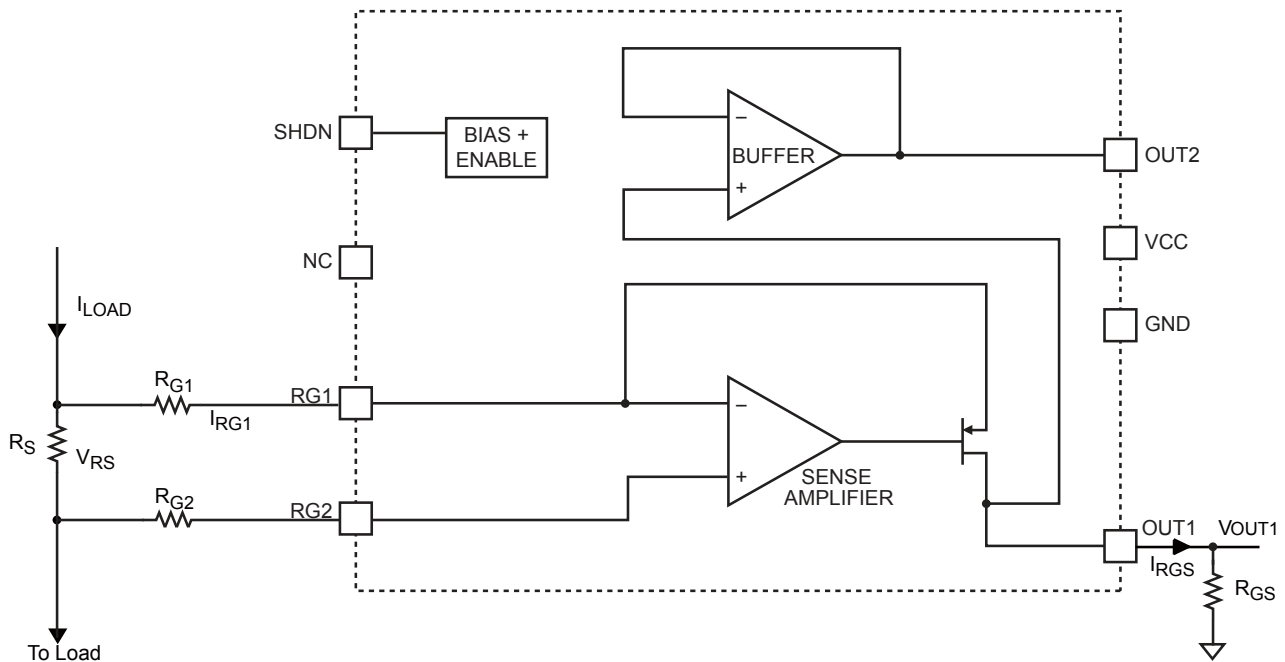 SHDN
BIAS +
ENABLE
−
BUFFER
+
OUT2
NC
VCC
GND
ILOAD
RG1
IRG1
RG1
RS
VRS
−
+
SENSE
AMPLIFIER
RG2
RG2
OUT1
VOUT1
IRGS
RGS
To Load